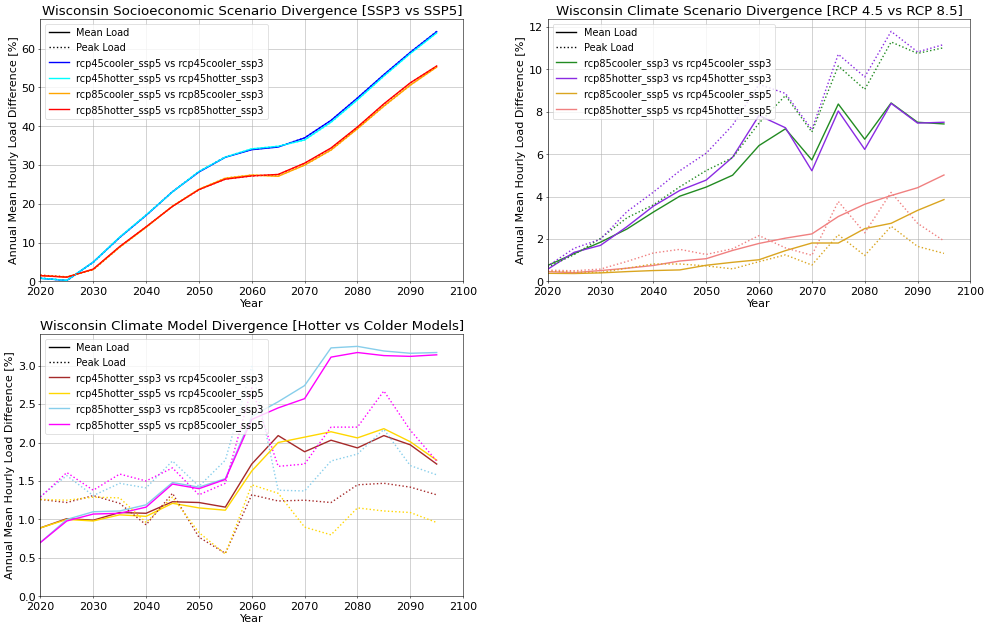 Wisconsin Socioeconomic Scenario Divergence [SSP3 vs SSP5]
Annual Mean Hourly Load Difference [%]
Mean Load
Peak Load
rcp45cooler_ssp5 vs rcp45cooler_ssp3
rcp45hotter_ssp5 vs rcp45hotter_ssp3
rcp85cooler_ssp5 vs rcp85cooler_ssp3
rcp85hotter_ssp5 vs rcp85hotter_ssp3
60
50
40
30
20
10
0
2020 2030 2040 2050 2060 2070 2080 2090 2100
Year
Wisconsin Climate Scenario Divergence [RCP 4.5 vs RCP 8.5]
Annual Mean Hourly Load Difference [%]
Mean Load
Peak Load
rcp85cooler_ssp3 vs rcp45cooler_ssp3
rcp85hotter_ssp3 vs rcp45hotter_ssp3
rcp85cooler_ssp5 vs rcp45cooler_ssp5
rcp85hotter_ssp5 vs rcp45hotter_ssp5
12
10
8
6
4
2
0
2020 2030 2040 2050 2060 2070 2080 2090 2100
Year
Wisconsin Climate Model Divergence [Hotter vs Colder Models]
Annual Mean Hourly Load Difference [%]
Mean Load
Peak Load
rcp45hotter_ssp3 vs rcp45cooler_ssp3
rcp45hotter_ssp5 vs rcp45cooler_ssp5
rcp85hotter_ssp3 vs rcp85cooler_ssp3
rcp85hotter_ssp5 vs rcp85cooler_ssp5
3.0
2.5
2.0
1.5
1.0
0.5
0.0
2020 2030 2040 2050 2060 2070 2080 2090 2100
Year